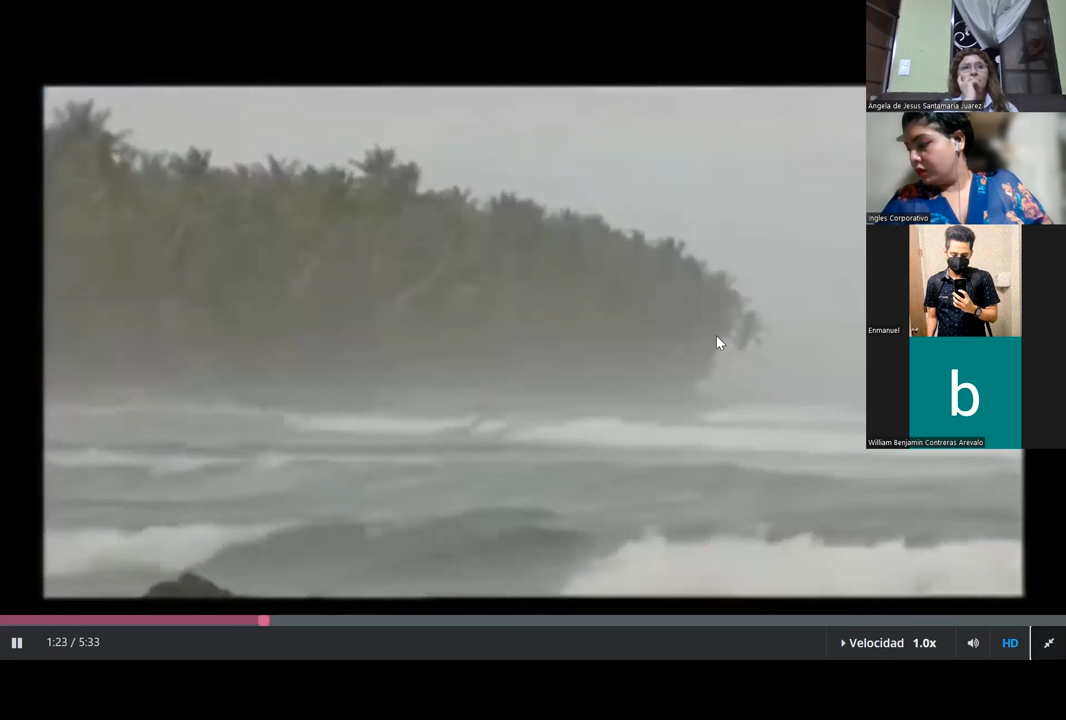 Ángela de Jesus Santamaria Juarez
Ingles Corporativo
Enmanuel
b
William Benjamin Contreras Arevalo
1:23 / 5:33
Velocidad 1.0x
HD